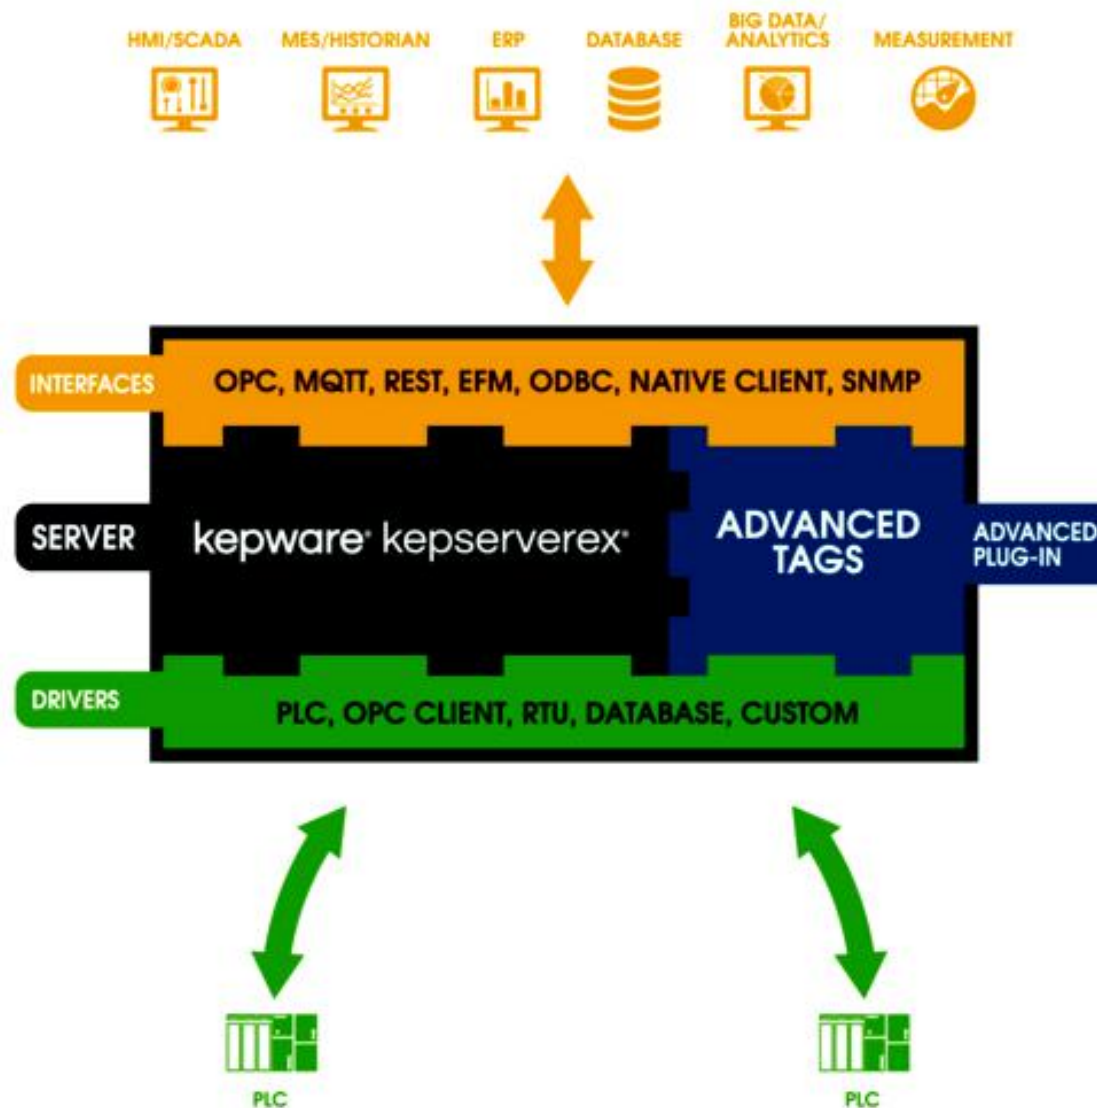 HMI/SCADA
MES/HISTORIAN
ERP
DATABASE
BIG DATA/
ANALYTICS
MEASUREMENT
INTERFACES
OPC, MQTT, REST, EFM, ODBC, NATIVE CLIENT, SNMP
SERVER
kepware® kepserverex®
ADVANCED
TAGS
ADVANCED
PLUG-IN
DRIVERS
PLC, OPC CLIENT, RTU, DATABASE, CUSTOM
PLC
PLC